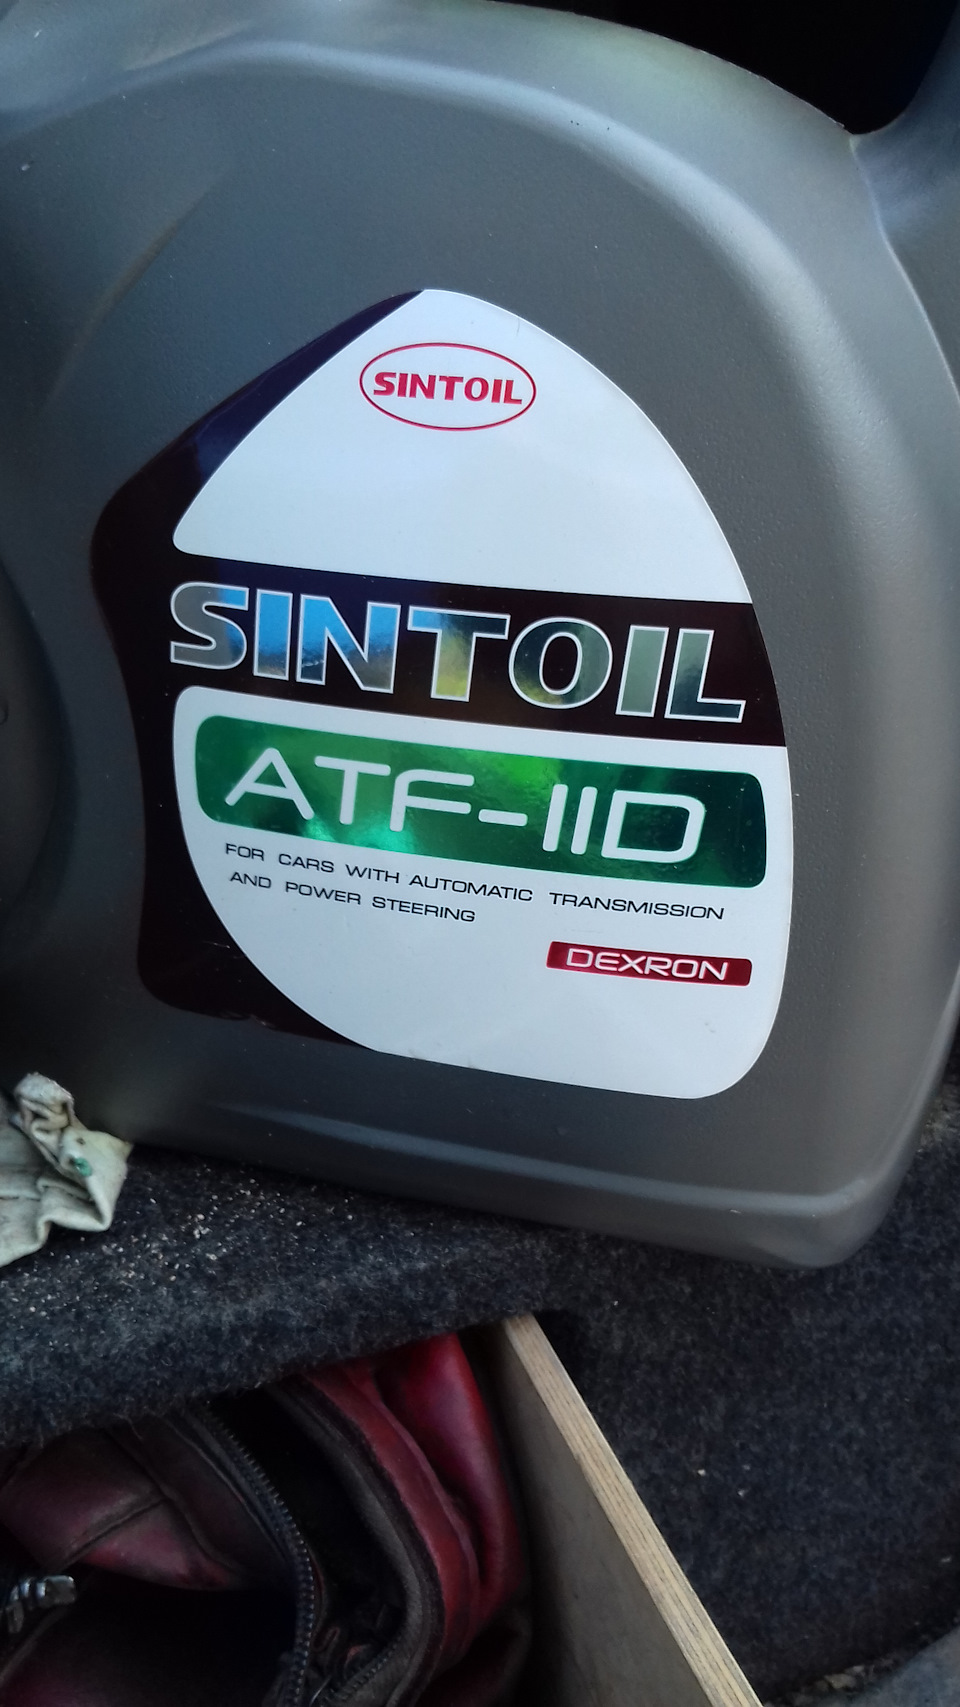 SINTOIL
SINTOIL
ATF-IID
FOR CARS WITH AUTOMATIC TRANSMISSION
AND POWER STEERING
DEXRON